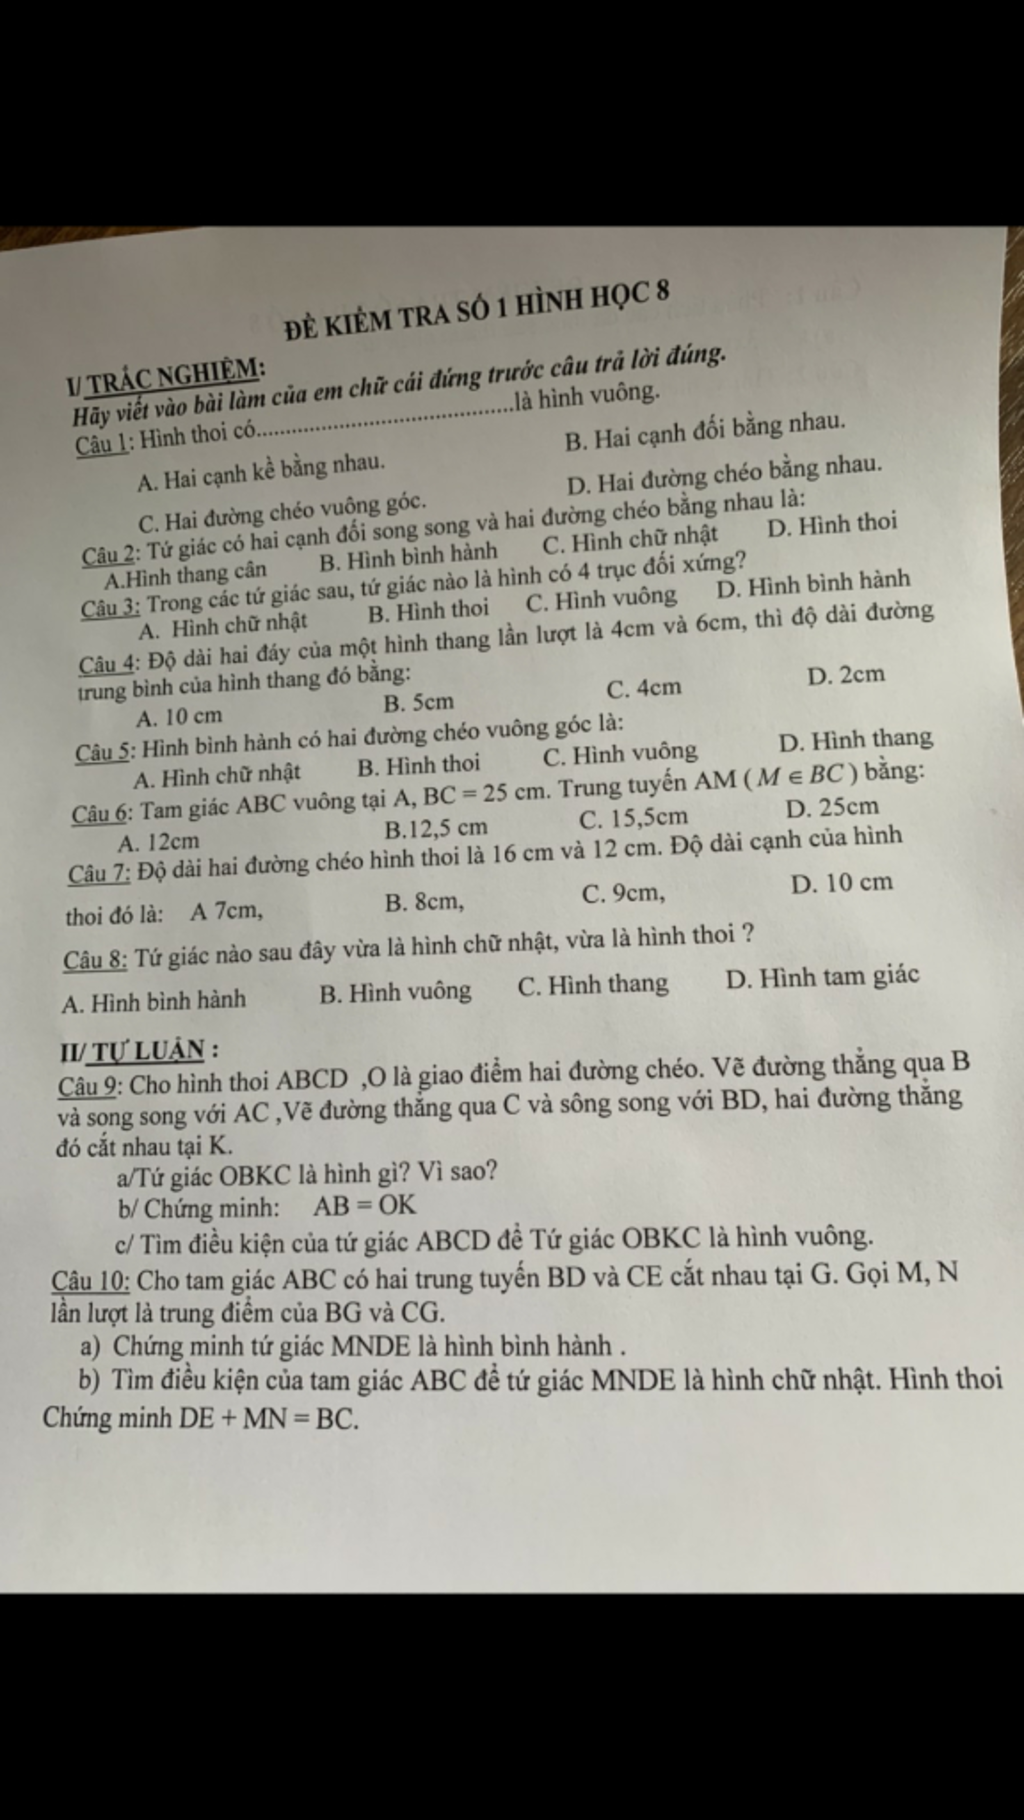 ĐỀ KIỂM TRA SỐ 1 HÌNH HỌC 8
I/ TRẮC NGHIỆM:
Hãy viết vào bài làm của em chữ cái đứng trước câu trả lời đúng.
Câu 1: Hình thoi có..............................................là hình vuông.
A. Hai cạnh kề bằng nhau. B. Hai cạnh đối bằng nhau.
C. Hai đường chéo vuông góc. D. Hai đường chéo bằng nhau.
Câu 2: Tứ giác có hai cạnh đối song song và hai đường chéo bằng nhau là:
A.Hình thang cân B. Hình bình hành C. Hình chữ nhật D. Hình thoi
Câu 3: Trong các tứ giác sau, tứ giác nào là hình có 4 trục đối xứng?
A. Hình chữ nhật B. Hình thoi C. Hình vuông D. Hình bình hành
Câu 4: Độ dài hai đáy của một hình thang lần lượt là 4cm và 6cm, thì độ dài đường
trung bình của hình thang đó bằng:
A. 10 cm B. 5cm C. 4cm D. 2cm
Câu 5: Hình bình hành có hai đường chéo vuông góc là:
A. Hình chữ nhật B. Hình thoi C. Hình vuông D. Hình thang
Câu 6: Tam giác ABC vuông tại A, BC = 25 cm. Trung tuyến AM ( M ∈ BC ) bằng:
A. 12cm B.12,5 cm C. 15,5cm D. 25cm
Câu 7: Độ dài hai đường chéo hình thoi là 16 cm và 12 cm. Độ dài cạnh của hình
thoi đó là: A 7cm, B. 8cm, C. 9cm, D. 10 cm
Câu 8: Tứ giác nào sau đây vừa là hình chữ nhật, vừa là hình thoi ?
A. Hình bình hành B. Hình vuông C. Hình thang D. Hình tam giác
II/ TỰ LUẬN :
Câu 9: Cho hình thoi ABCD ,O là giao điểm hai đường chéo. Vẽ đường thẳng qua B
và song song với AC ,Vẽ đường thẳng qua C và sông song với BD, hai đường thẳng
đó cắt nhau tại K.
a/Tứ giác OBKC là hình gì? Vì sao?
b/ Chứng minh: AB = OK
c/ Tìm điều kiện của tứ giác ABCD để Tứ giác OBKC là hình vuông.
Câu 10: Cho tam giác ABC có hai trung tuyến BD và CE cắt nhau tại G. Gọi M, N
lần lượt là trung điểm của BG và CG.
a) Chứng minh tứ giác MNDE là hình bình hành .
b) Tìm điều kiện của tam giác ABC để tứ giác MNDE là hình chữ nhật. Hình thoi
Chứng minh DE + MN = BC.